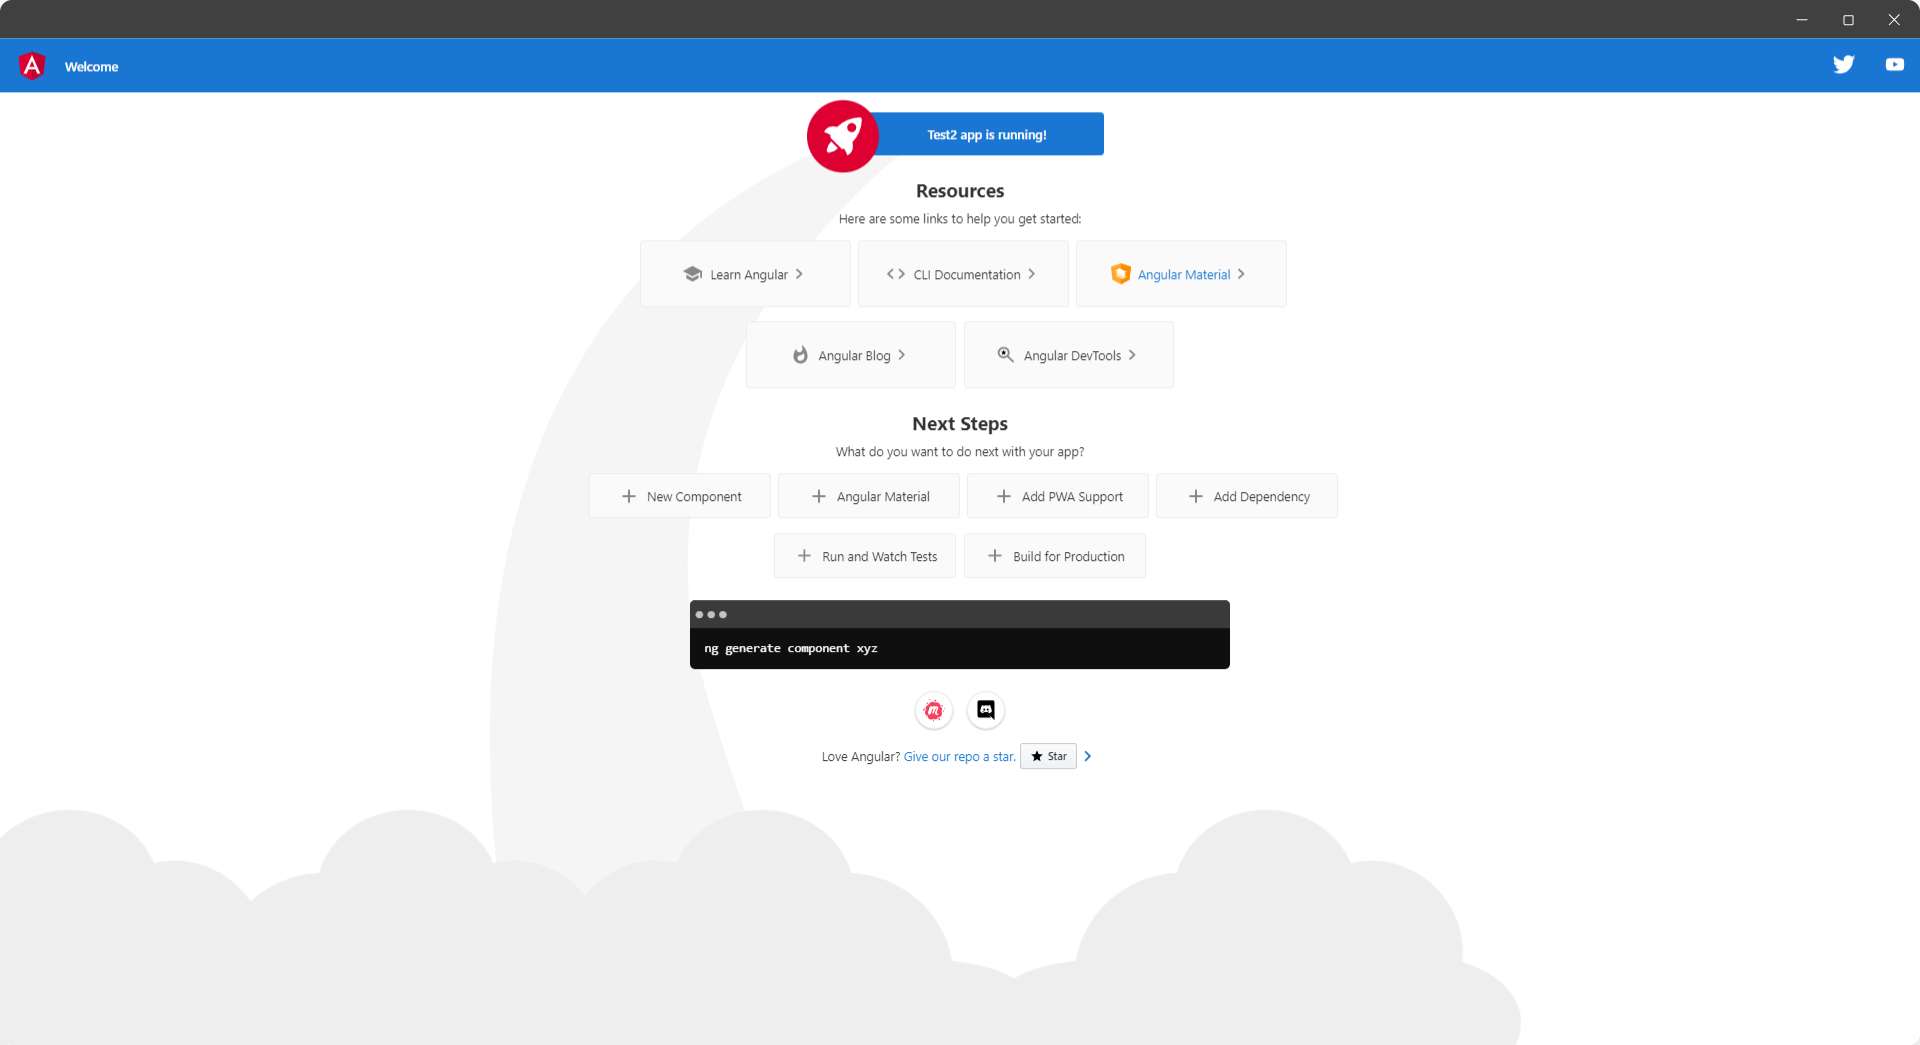 Welcome
Test2 app is running!
Resources
Here are some links to help you get started:
Learn Angular
CLI Documentation
Angular Material
Angular Blog
Angular DevTools
Next Steps
What do you want to do next with your app?
New Component
Angular Material
Add PWA Support
Add Dependency
Run and Watch Tests
Build for Production
ng generate component xyz
Love Angular? Give our repo a star. Star